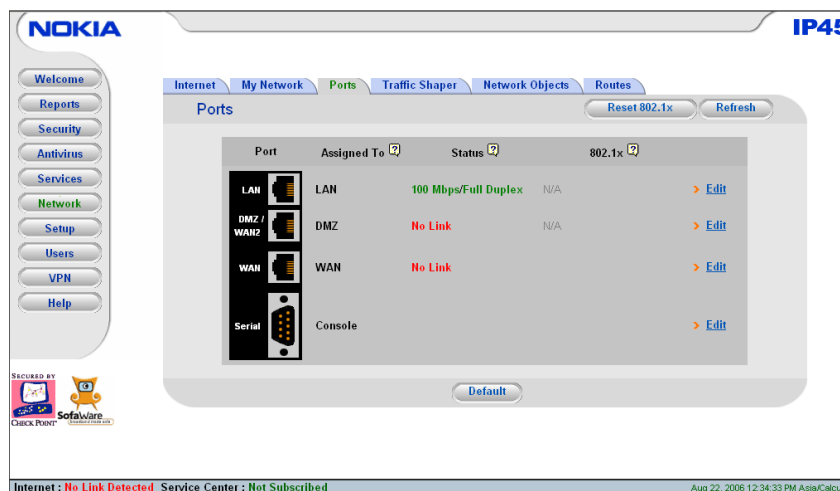 NOKIA
IP45
Welcome
Reports
Security
Antivirus
Services
Network
Setup
Users
VPN
Help
Internet My Network Ports Traffic Shaper Network Objects Routes
Ports Reset 802.1x Refresh
Port Assigned To ? Status ? 802.1x ?
LAN LAN 100 Mbps/Full Duplex N/A > Edit
DMZ / WAN2 DMZ No Link N/A > Edit
WAN WAN No Link > Edit
Serial Console > Edit
Default
SECURED BY
CHECK POINT
SofaWare
Internet : No Link Detected Service Center : Not Subscribed Aug 22, 2006 12:34:33 PM Asia/Calcu